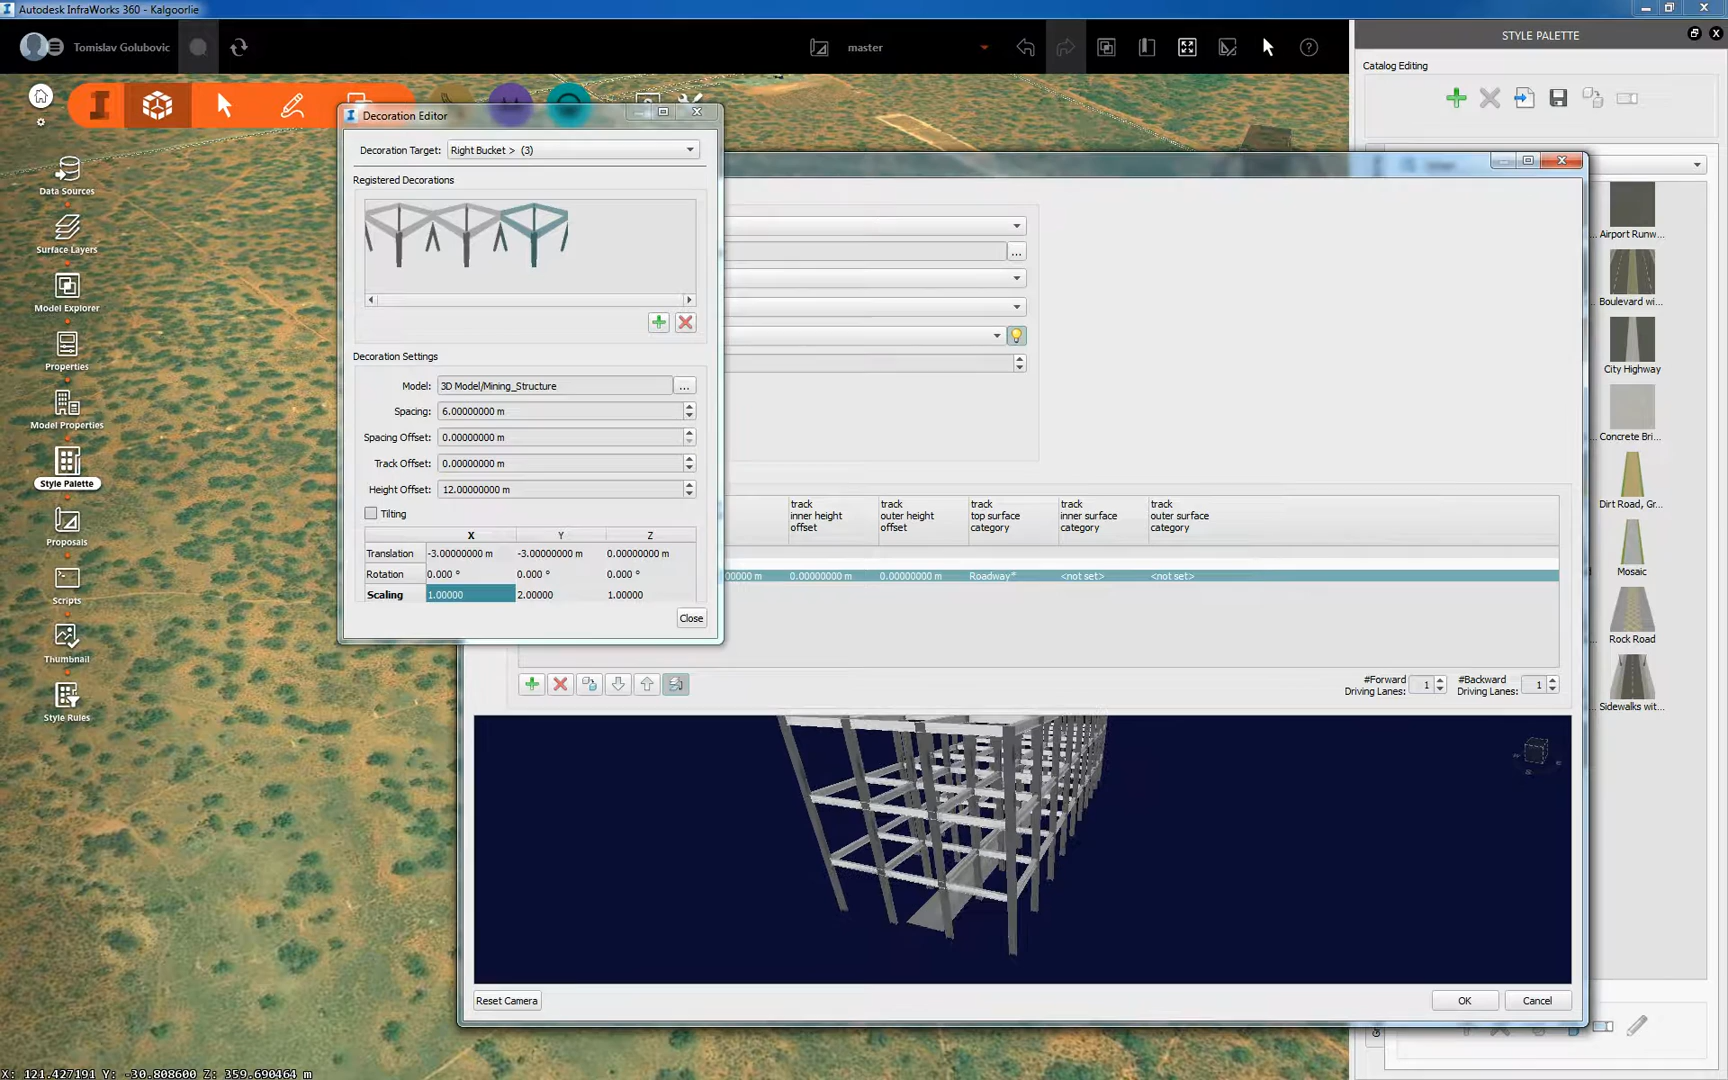 Autodesk InfraWorks 360 - Kalgoorlie
Tomislav Golubovic
master
STYLE PALETTE
Catalog Editing
Data Sources
Surface Layers
Model Explorer
Properties
Model Properties
Style Palette
Proposals
Scripts
Thumbnail
Style Rules
Decoration Editor
Decoration Target: Right Bucket > (3)
Registered Decorations
Decoration Settings
Model: 3D Model/Mining_Structure ...
Spacing: 6.00000000 m
Spacing Offset: 0.00000000 m
Track Offset: 0.00000000 m
Height Offset: 12.00000000 m
Tilting
X Y Z
Translation -3.00000000 m -3.00000000 m 0.00000000 m
Rotation 0.000 ° 0.000 ° 0.000 °
Scaling 1.00000 2.00000 1.00000
Close
...
track inner height offset
track outer height offset
track top surface category
track inner surface category
track outer surface category
00000 m 0.00000000 m 0.00000000 m Roadway* <not set> <not set>
#Forward Driving Lanes: 1
#Backward Driving Lanes: 1
Reset Camera
OK
Cancel
Airport Runw...
Boulevard wi...
City Highway
Concrete Bri...
Dirt Road, Gr...
Mosaic
Rock Road
Sidewalks wit...
X: 121.427191 Y: -30.808600 Z: 359.690464 m